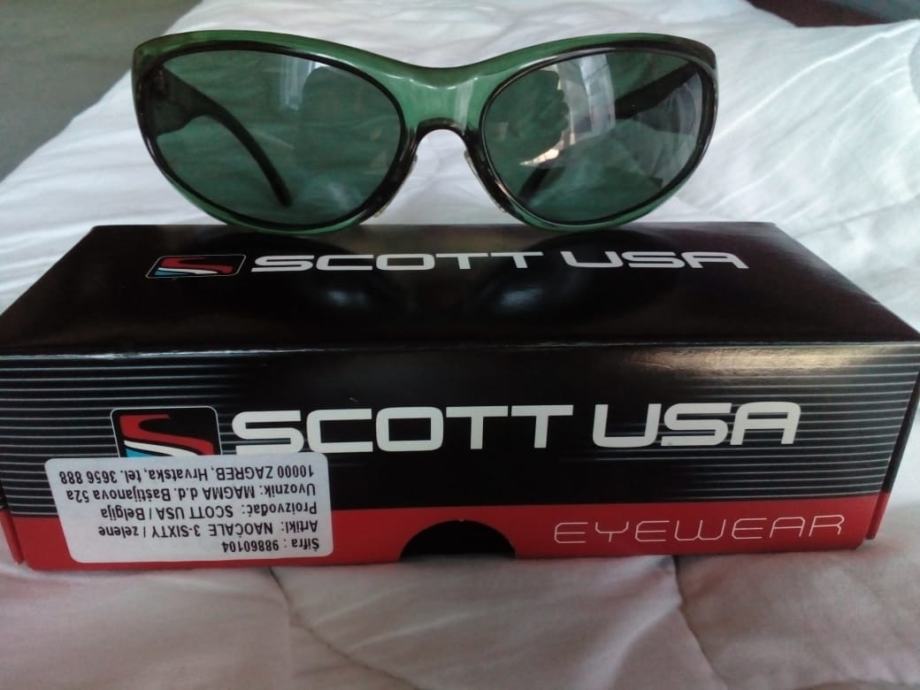 SCOTT USA
SCOTT USA
EYEWEAR
Šifra : 98860104
Artikl: NAOČALE 3-SIXTY / zelene
Proizvođač: SCOTT USA / Belgija
Uvoznik: MAGMA d.d. Baštijanova 52a
10000 ZAGREB, Hrvatska, tel. 3656 888